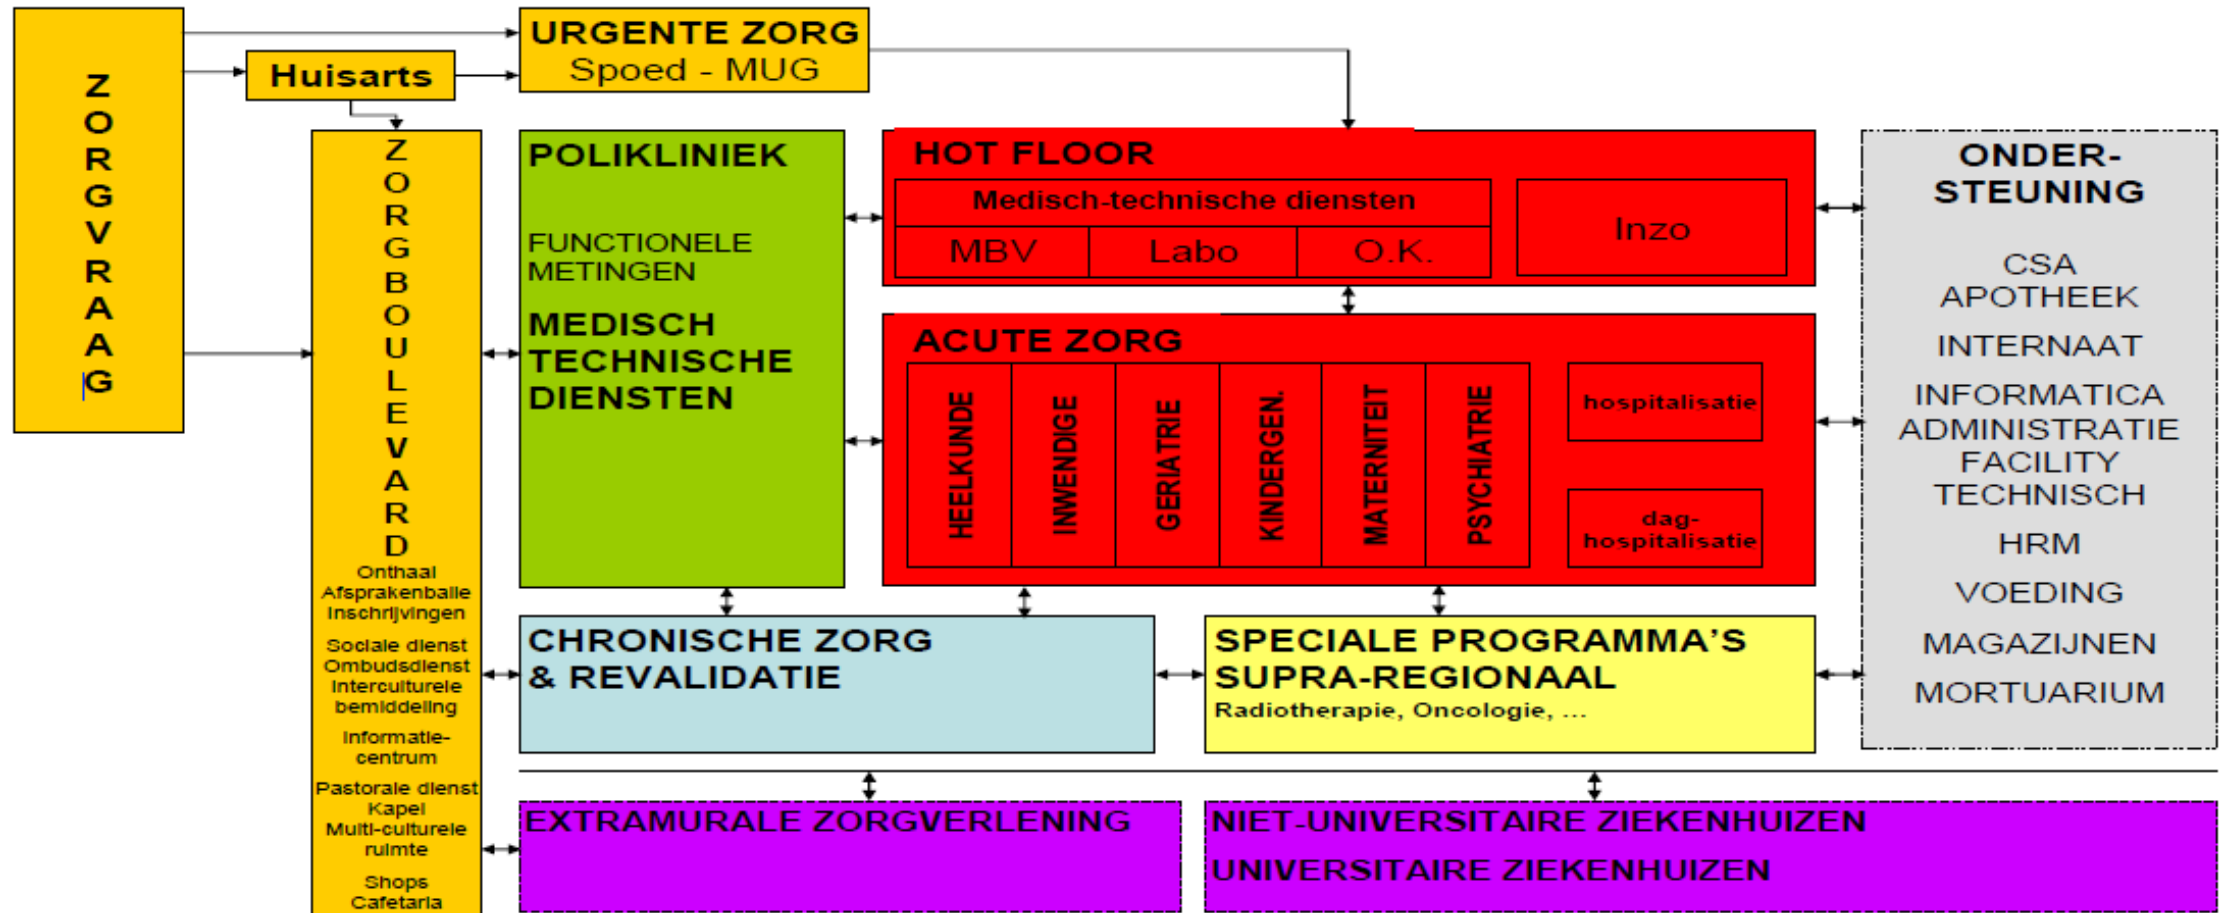 ZORGVRAAG
Huisarts
URGENTE ZORG
Spoed - MUG
ZORGBOULEVARD
Onthaal
Afsprakenbalie
Inschrijvingen
Sociale dienst
Ombudsdienst
Interculturele
bemiddeling
Informatie-
centrum
Pastorale dienst
Kapel
Multi-culturele
ruimte
Shops
Cafetaria
POLIKLINIEK
FUNCTIONELE
METINGEN
MEDISCH
TECHNISCHE
DIENSTEN
HOT FLOOR
Medisch-technische diensten
MBV
Labo
O.K.
Inzo
ACUTE ZORG
HEELKUNDE
INWENDIGE
GERIATRIE
KINDERGEN.
MATERNITEIT
PSYCHIATRIE
hospitalisatie
dag-
hospitalisatie
ONDER-
STEUNING
CSA
APOTHEEK
INTERNAAT
INFORMATICA
ADMINISTRATIE
FACILITY
TECHNISCH
HRM
VOEDING
MAGAZIJNEN
MORTUARIUM
CHRONISCHE ZORG
& REVALIDATIE
SPECIALE PROGRAMMA’S
SUPRA-REGIONAAL
Radiotherapie, Oncologie, ...
EXTRAMURALE ZORGVERLENING
NIET-UNIVERSITAIRE ZIEKENHUIZEN
UNIVERSITAIRE ZIEKENHUIZEN